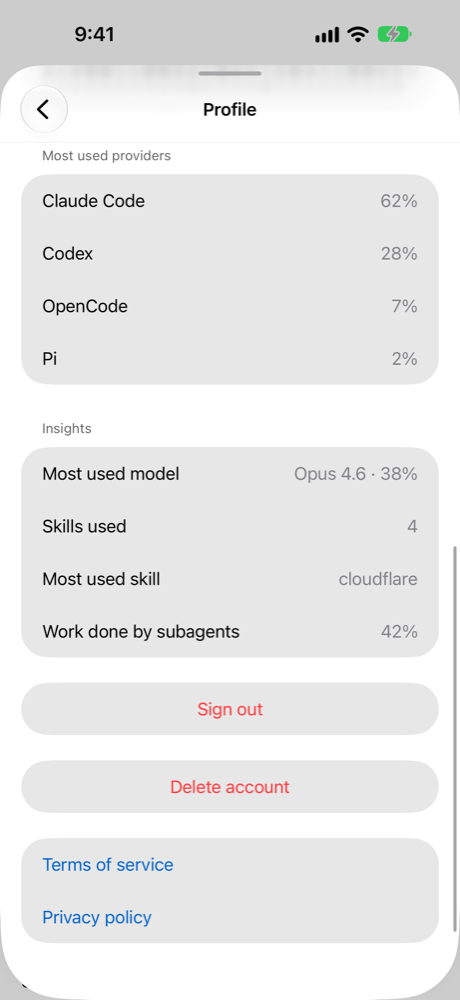 9:41
Profile
Most used providers
Claude Code 62%
Codex 28%
OpenCode 7%
Pi 2%
Insights
Most used model Opus 4.6 · 38%
Skills used 4
Most used skill cloudflare
Work done by subagents 42%
Sign out
Delete account
Terms of service
Privacy policy